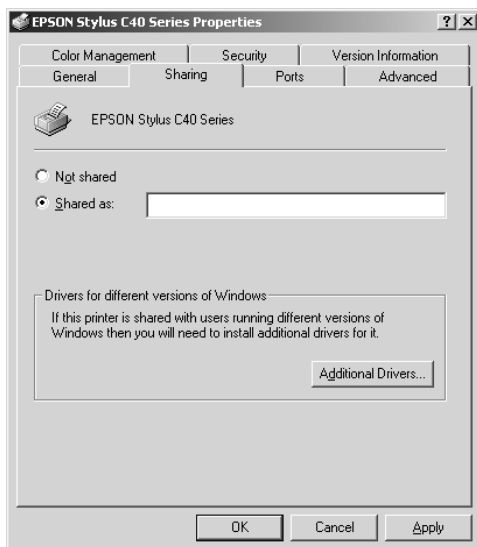 EPSON Stylus C40 Series Properties
Color Management Security Version Information
General Sharing Ports Advanced
EPSON Stylus C40 Series
Not shared
Shared as:
Drivers for different versions of Windows
If this printer is shared with users running different versions of
Windows then you will need to install additional drivers for it.
Additional Drivers...
OK Cancel Apply